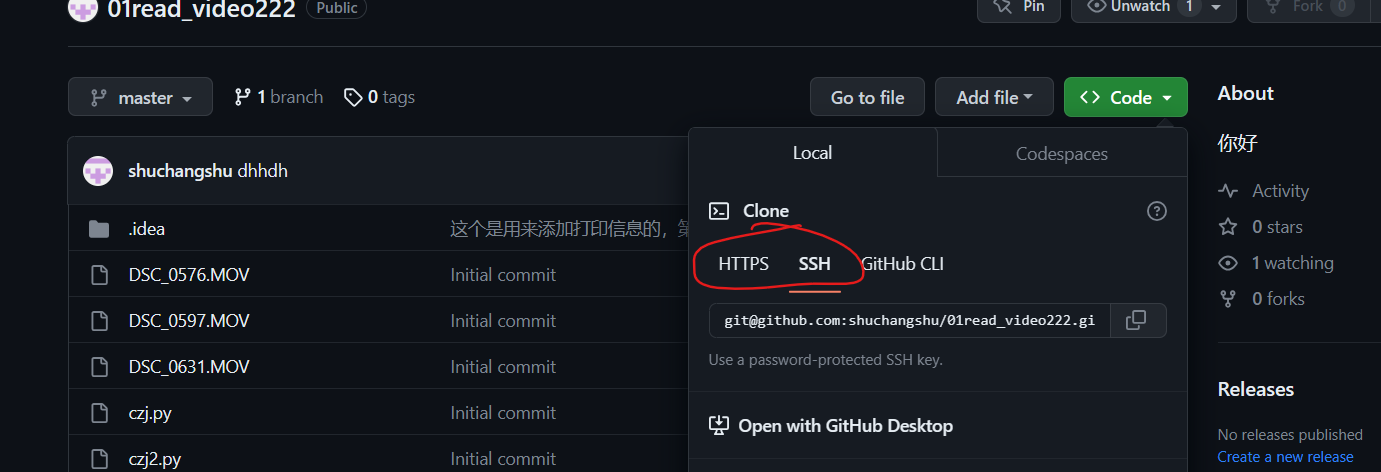 01read_video222 Public Pin Unwatch 1 Fork 0
master 1 branch 0 tags Go to file Add file Code About
Local Codespaces 你好
shuchangshu dhhdh Activity
Clone 0 stars
.idea 这个是用来添加打印信息的，第 1 watching
HTTPS SSH GitHub CLI 0 forks
DSC_0576.MOV Initial commit
DSC_0597.MOV Initial commit git@github.com:shuchangshu/01read_video222.gi
DSC_0631.MOV Initial commit Use a password-protected SSH key.
Releases
czj.py Initial commit Open with GitHub Desktop No releases published
czj2.py Initial commit Create a new release